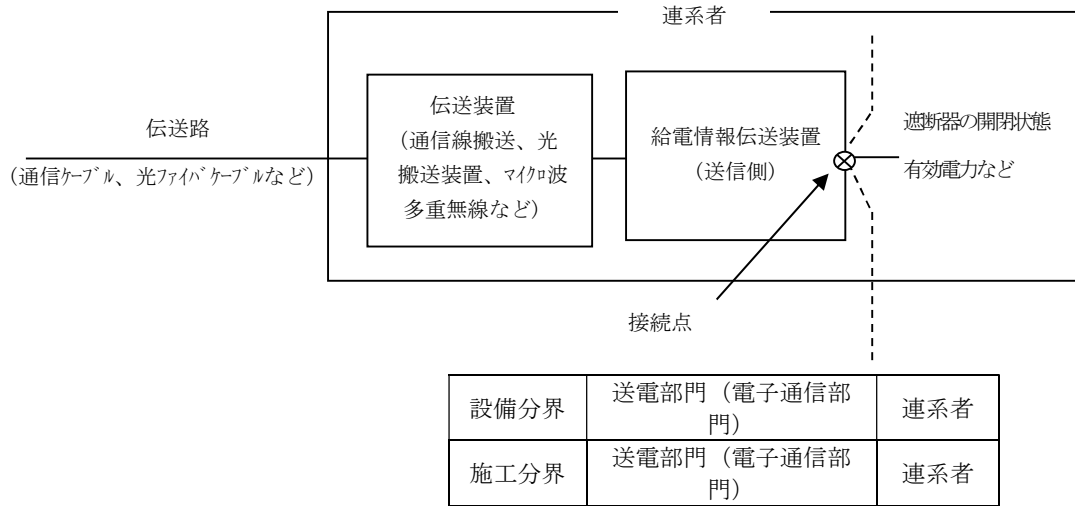 連系者
伝送路
(通信ｹｰﾌﾞﾙ、光ﾌｧｲﾊﾞｹｰﾌﾞﾙなど)
伝送装置
(通信線搬送、光
搬送装置、ﾏｲｸﾛ波
多重無線など)
給電情報伝送装置
(送信側)
遮断器の開閉状態
有効電力など
接続点
設備分界
送電部門（電子通信部
門）
連系者
施工分界
送電部門（電子通信部
門）
連系者